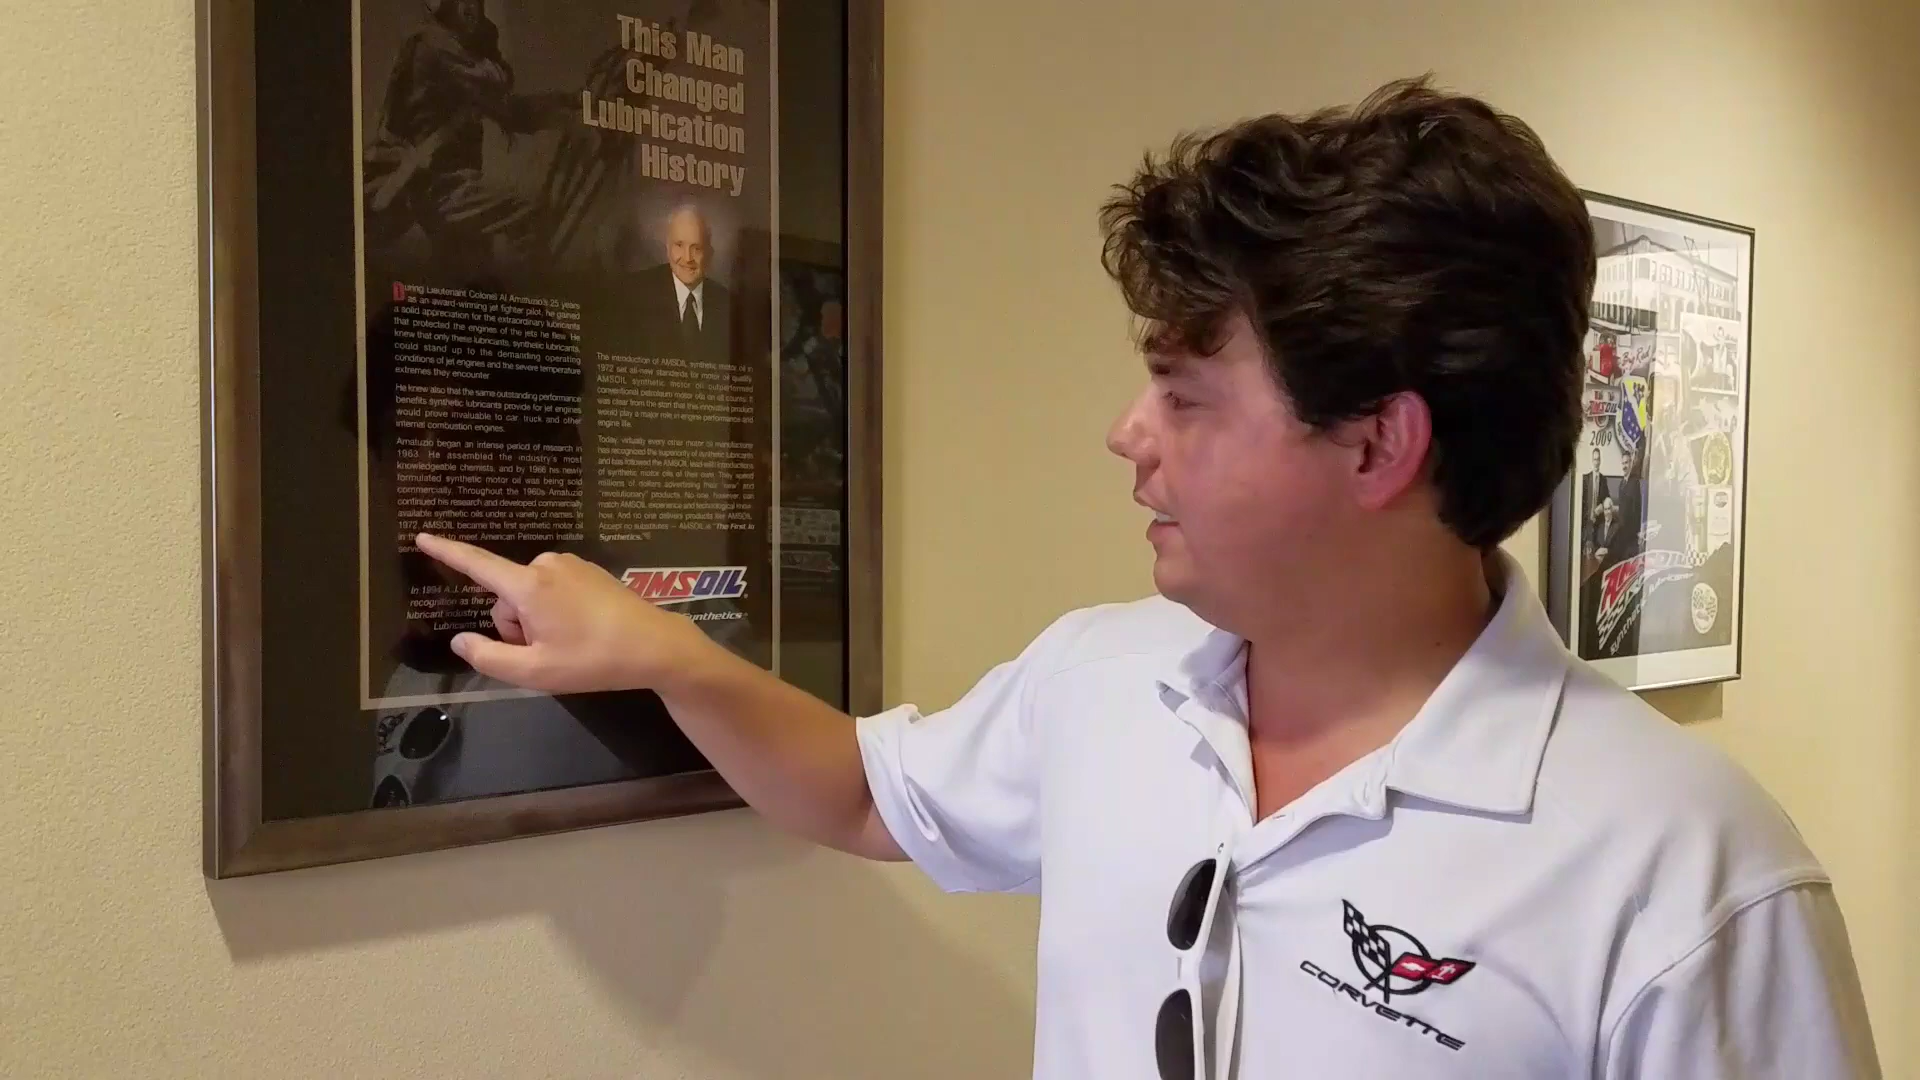 This Man
Changed
Lubrication
History
During Lieutenant Colonel Al Amatuzio's 25 years
as an award-winning jet fighter pilot, he gained
a solid appreciation for the extraordinary lubricants
that protected the engines of the jets he flew. He
knew that only these lubricants, synthetic lubricants,
could stand up to the demanding operating
conditions of jet engines and the severe temperature
extremes they encounter.
He knew also that the same outstanding performance
benefits synthetic lubricants provide for jet engines
would prove invaluable to car, truck and other
internal combustion engines.
Amatuzio began an intense period of research in
1963. He assembled the industry's most
knowledgeable chemists, and by 1966 his newly
formulated synthetic motor oil was being sold
commercially. Throughout the 1960s Amatuzio
continued his research and developed commercially
available synthetic oils under a variety of names. In
1972, AMSOIL became the first synthetic motor oil
in to meet American Petroleum Institute
In 1994 A.J.
recognition as the
lubricant industry
Lubricants
The introduction of AMSOIL synthetic motor oil in
1972 set all-new standards for motor oil quality.
AMSOIL synthetic motor oil outperformed
conventional petroleum motor oils on all counts. It
was clear from the start that this innovative product
would play a major role in engine performance and
engine life.
Today, virtually every other motor oil manufacturer
has recognized the superiority of synthetic lubricants
and has followed the AMSOIL lead with introductions
of synthetic motor oils of their own. They spend
millions of dollars advertising their "new" and
"revolutionary" products. No one, however, can
match AMSOIL experience and technological know-
how. And no one delivers products like AMSOIL.
Accept no substitutes — AMSOIL is "The First in
Synthetics."®
AMSOIL®
Synthetics®
AMSOIL
2009
CORVETTE